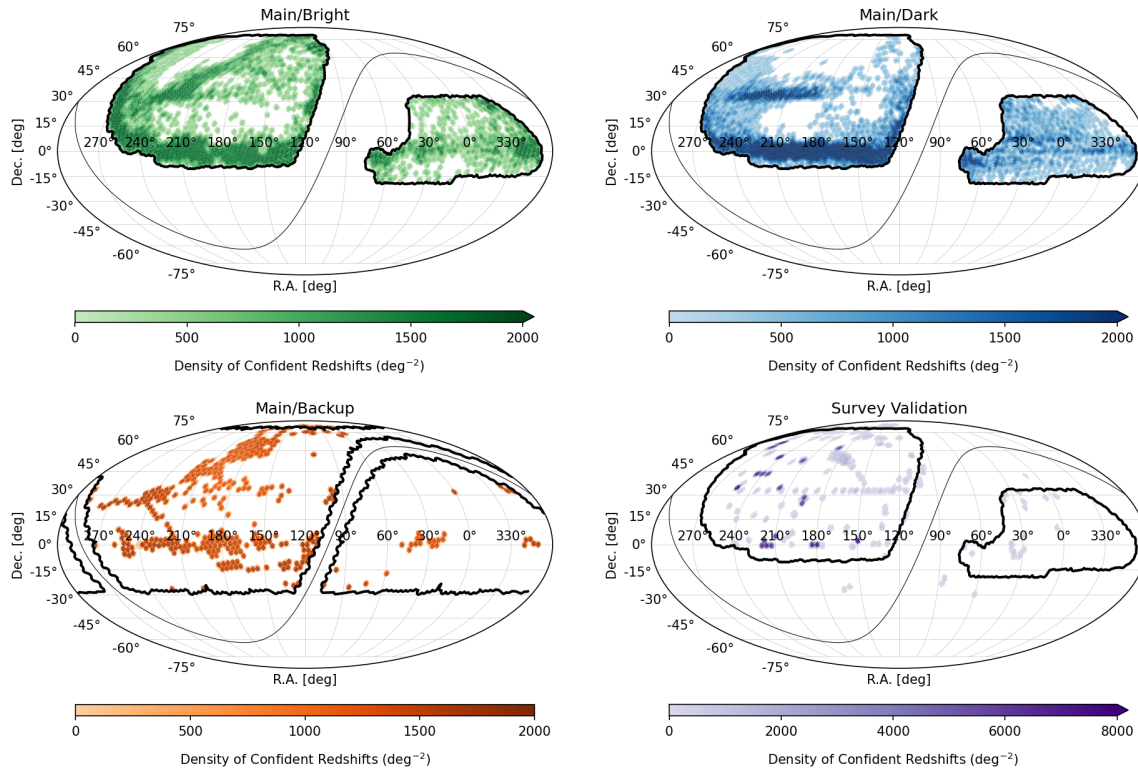 Main/Bright
75°
60°
45°
30°
15°
0°
-15°
-30°
-45°
-60°
-75°
270° 240° 210° 180° 150° 120° 90° 60° 30° 0° 330°
Dec. [deg]
R.A. [deg]
0 500 1000 1500 2000
Density of Confident Redshifts (deg⁻²)
Main/Dark
75°
60°
45°
30°
15°
0°
-15°
-30°
-45°
-60°
-75°
270° 240° 210° 180° 150° 120° 90° 60° 30° 0° 330°
Dec. [deg]
R.A. [deg]
0 500 1000 1500 2000
Density of Confident Redshifts (deg⁻²)
Main/Backup
75°
60°
45°
30°
15°
0°
-15°
-30°
-45°
-60°
-75°
270° 240° 210° 180° 150° 120° 90° 60° 30° 0° 330°
Dec. [deg]
R.A. [deg]
0 500 1000 1500 2000
Density of Confident Redshifts (deg⁻²)
Survey Validation
75°
60°
45°
30°
15°
0°
-15°
-30°
-45°
-60°
-75°
270° 240° 210° 180° 150° 120° 90° 60° 30° 0° 330°
Dec. [deg]
R.A. [deg]
0 2000 4000 6000 8000
Density of Confident Redshifts (deg⁻²)